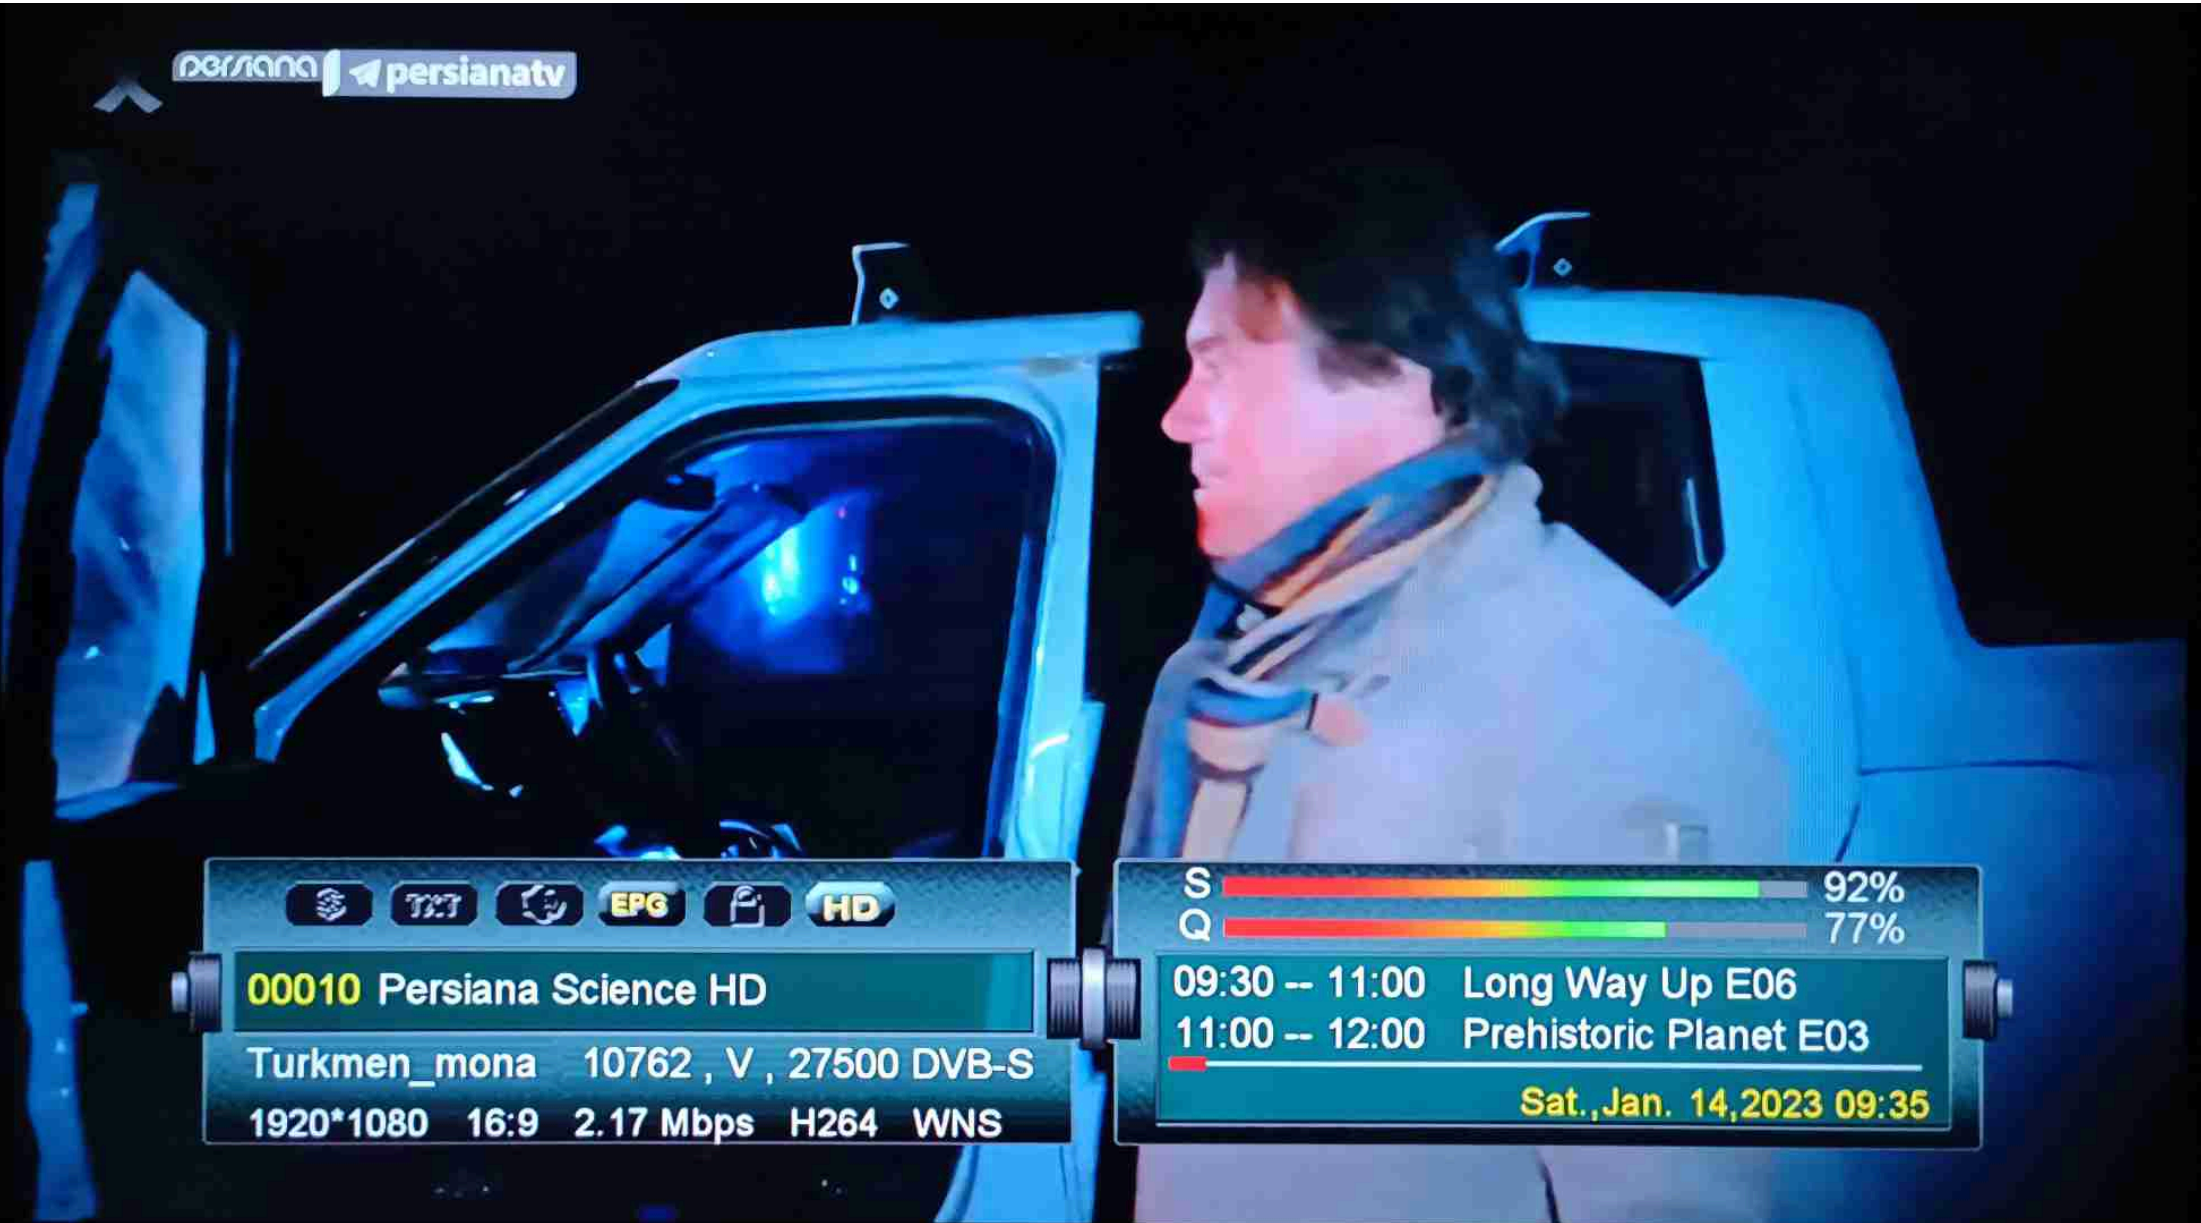 persiana persianatv
TXT EPG HD
00010 Persiana Science HD
Turkmen_mona 10762 , V , 27500 DVB-S
1920*1080 16:9 2.17 Mbps H264 WNS
S 92%
Q 77%
09:30 -- 11:00 Long Way Up E06
11:00 -- 12:00 Prehistoric Planet E03
Sat.,Jan. 14,2023 09:35